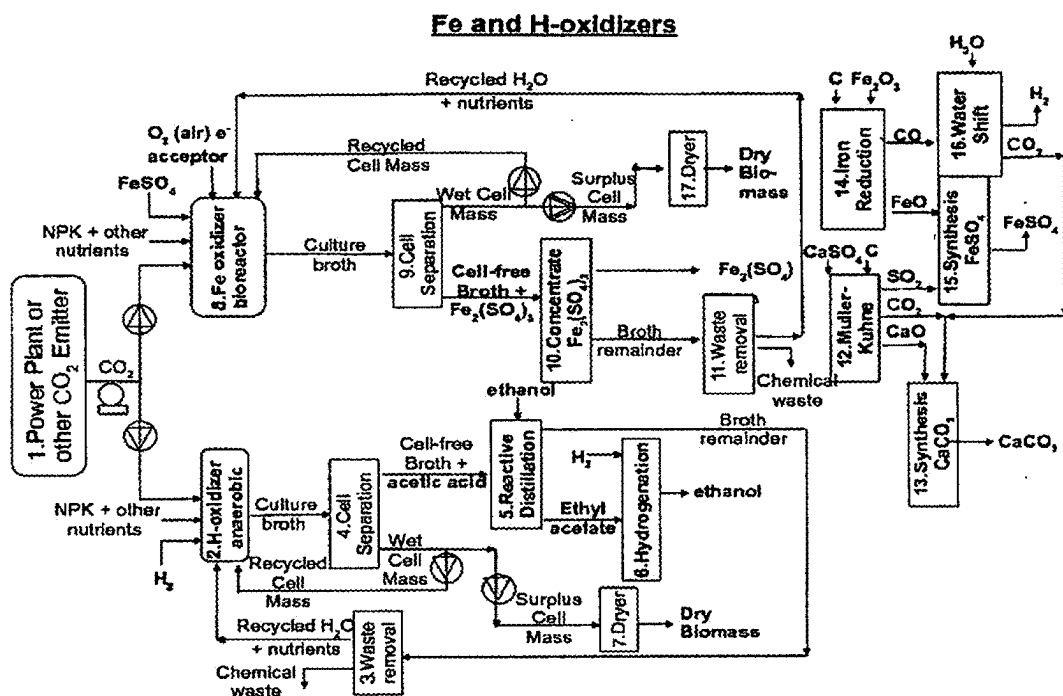 Fe and H-oxidizers
Recycled H₂O
+ nutrients
O₂ (air) e⁻
acceptor
FeSO₄
NPK + other
nutrients
Recycled
Cell Mass
8.Fe oxidizer
bioreactor
Culture
broth
9.Cell
Separation
Wet Cell
Mass
Surplus
Cell
Mass
17.Dryer
Dry
Bio-
mass
Cell-free
Broth +
Fe₂(SO₄)₃
10.Concentrate
Fe₂(SO₄)₃
Fe₂(SO₄)
Broth
remainder
11.Waste
removal
Chemical
waste
C
Fe₂O₃
14.Iron
Reduction
CO
FeO
H₂O
16.Water
Shift
H₂
CO₂
15.Synthesis
FeSO₄
FeSO₄
CaSO₄
C
12.Muller-
Kuhne
SO₂
CO₂
CaO
13.Synthesis
CaCO₃
CaCO₃
1.Power Plant or
other CO₂ Emitter
CO₂
NPK + other
nutrients
H₂
2.H-oxidizer
anaerobic
Culture
broth
4.Cell
Separation
Cell-free
Broth +
acetic acid
ethanol
5.Reactive
Distillation
Broth
remainder
H₂
Ethyl
acetate
6.Hydrogenation
ethanol
Wet
Cell
Mass
Recycled
Cell
Mass
Surplus
Cell
Mass
7.Dryer
Dry
Biomass
Recycled H₂O
+ nutrients
3.Waste
removal
Chemical
waste